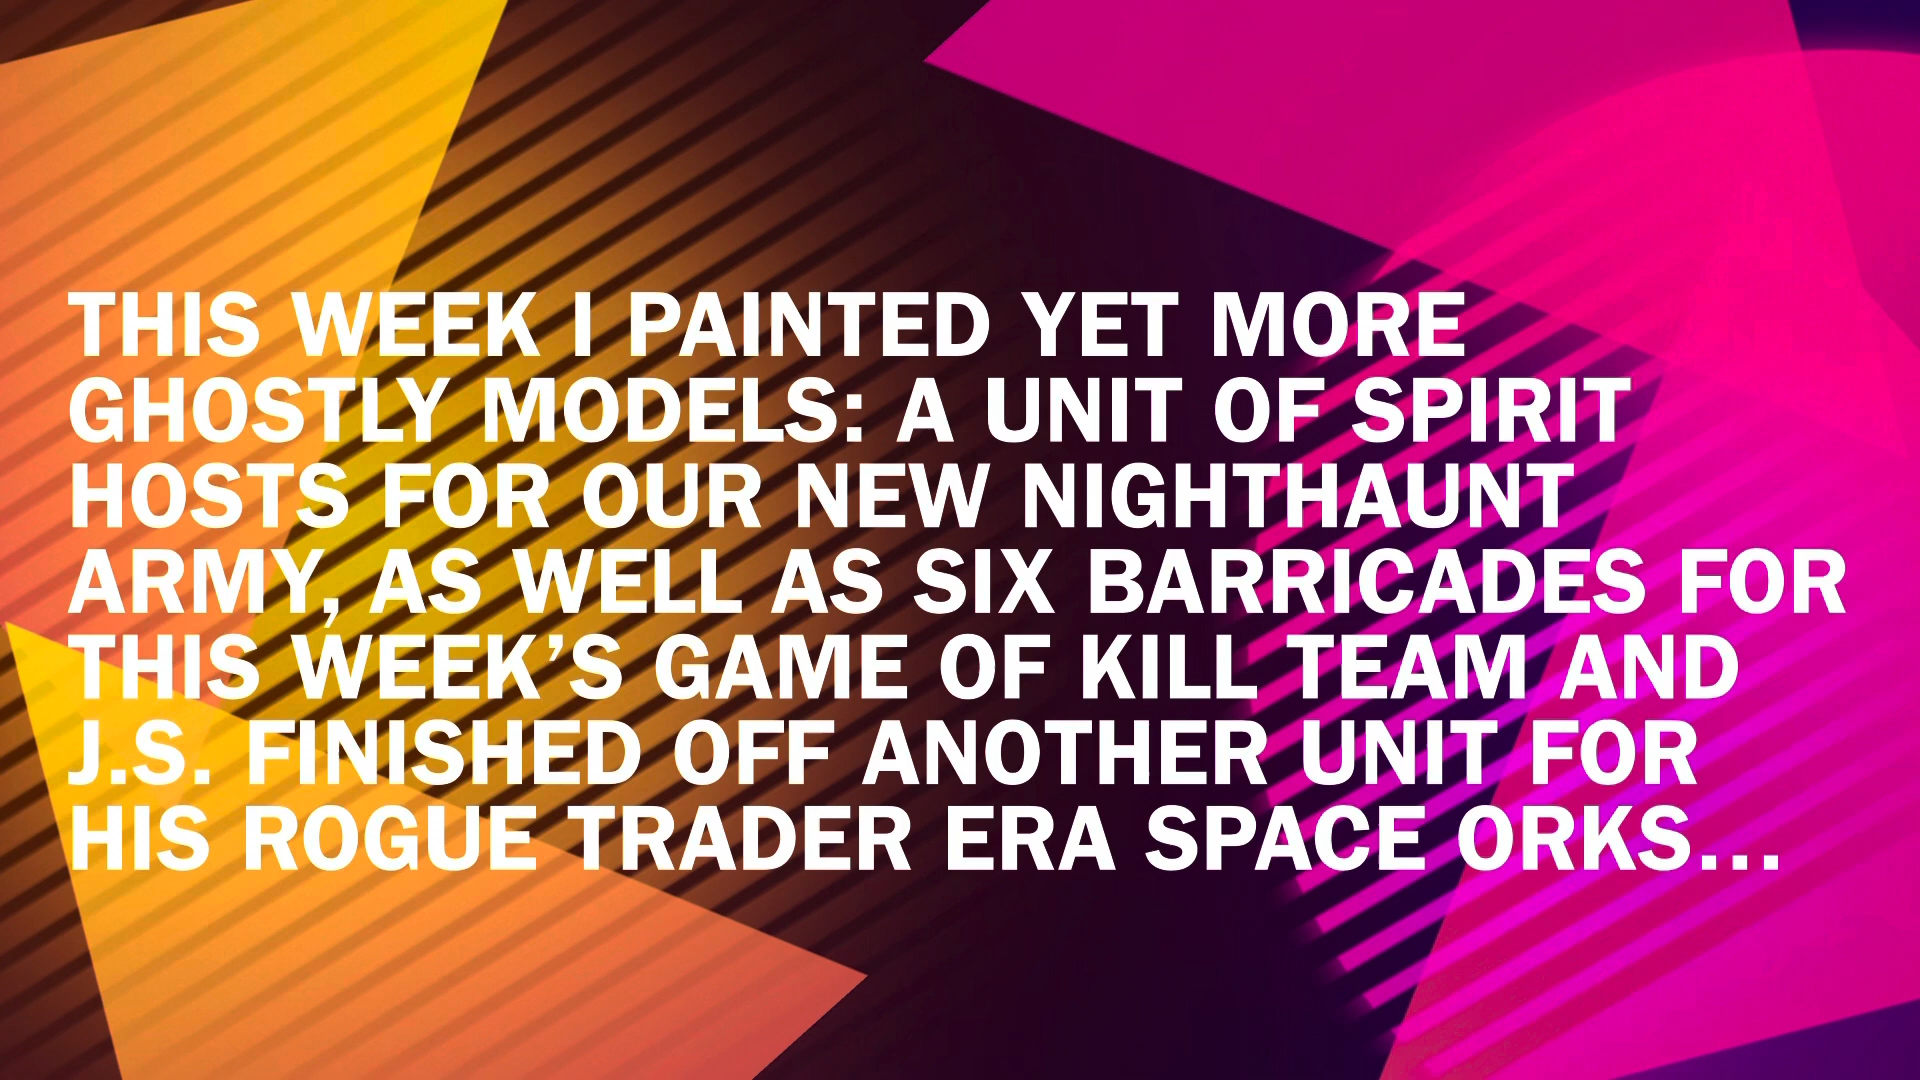 THIS WEEK I PAINTED YET MORE
GHOSTLY MODELS: A UNIT OF SPIRIT
HOSTS FOR OUR NEW NIGHTHAUNT
ARMY, AS WELL AS SIX BARRICADES FOR
THIS WEEK’S GAME OF KILL TEAM AND
J.S. FINISHED OFF ANOTHER UNIT FOR
HIS ROGUE TRADER ERA SPACE ORKS…